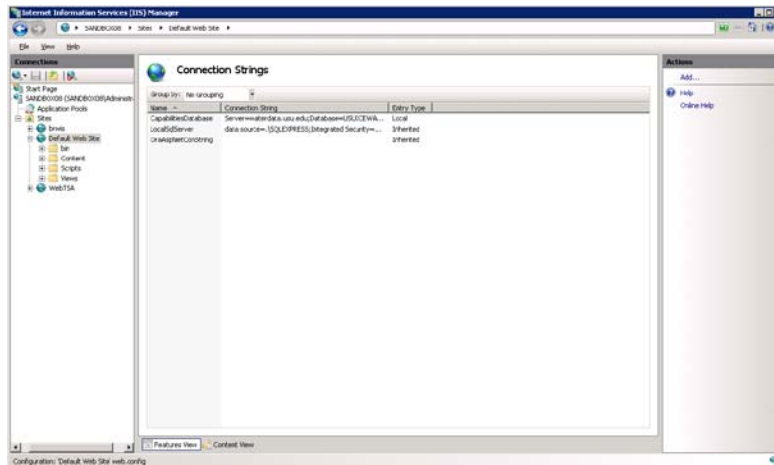 Internet Information Services (IIS) Manager
SANDBOX08 Sites Default Web Site
File View Help
Connections
Start Page
SANDBOX08 (SANDBOX08\Administr
Application Pools
Sites
brwis
Default Web Site
bin
Content
Scripts
Views
WebTSA
Connection Strings
Group by: No Grouping
Name Connection String Entry Type
CapabilitiesDatabase Server=waterdata.usu.edu;Database=USUICEWA... Local
LocalSqlServer data source=.\SQLEXPRESS;Integrated Security=... Inherited
OraAspNetConString Inherited
Features View Content View
Actions
Add...
Help
Online Help
Configuration: 'Default Web Site' web.config